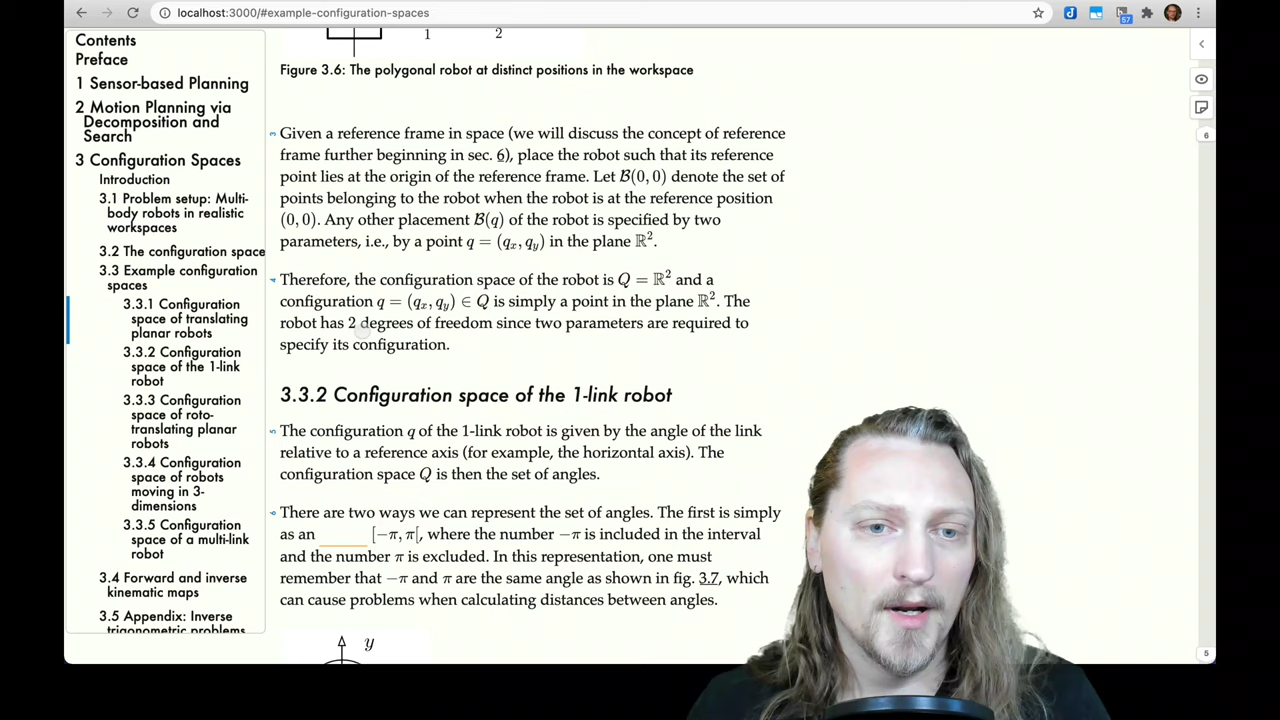 localhost:3000/#example-configuration-spaces
57
Contents
Preface
1 Sensor-based Planning
2 Motion Planning via
Decomposition and
Search
3 Configuration Spaces
Introduction
3.1 Problem setup: Multi-
body robots in realistic
workspaces
3.2 The configuration space
3.3 Example configuration
spaces
3.3.1 Configuration
space of translating
planar robots
3.3.2 Configuration
space of the 1-link
robot
3.3.3 Configuration
space of roto-
translating planar
robots
3.3.4 Configuration
space of robots
moving in 3-
dimensions
3.3.5 Configuration
space of a multi-link
robot
3.4 Forward and inverse
kinematic maps
3.5 Appendix: Inverse
trigonometric problems
1 2
Figure 3.6: The polygonal robot at distinct positions in the workspace
3 Given a reference frame in space (we will discuss the concept of reference
frame further beginning in sec. 6), place the robot such that its reference
point lies at the origin of the reference frame. Let ℬ(0, 0) denote the set of
points belonging to the robot when the robot is at the reference position
(0, 0). Any other placement ℬ(q) of the robot is specified by two
parameters, i.e., by a point q = (qₓ, q_y) in the plane ℝ².
4 Therefore, the configuration space of the robot is Q = ℝ² and a
configuration q = (qₓ, q_y) ∈ Q is simply a point in the plane ℝ². The
robot has 2 degrees of freedom since two parameters are required to
specify its configuration.
3.3.2 Configuration space of the 1-link robot
5 The configuration q of the 1-link robot is given by the angle of the link
relative to a reference axis (for example, the horizontal axis). The
configuration space Q is then the set of angles.
6 There are two ways we can represent the set of angles. The first is simply
as an [−π, π[, where the number −π is included in the interval
and the number π is excluded. In this representation, one must
remember that −π and π are the same angle as shown in fig. 3.7, which
can cause problems when calculating distances between angles.
y
6
5